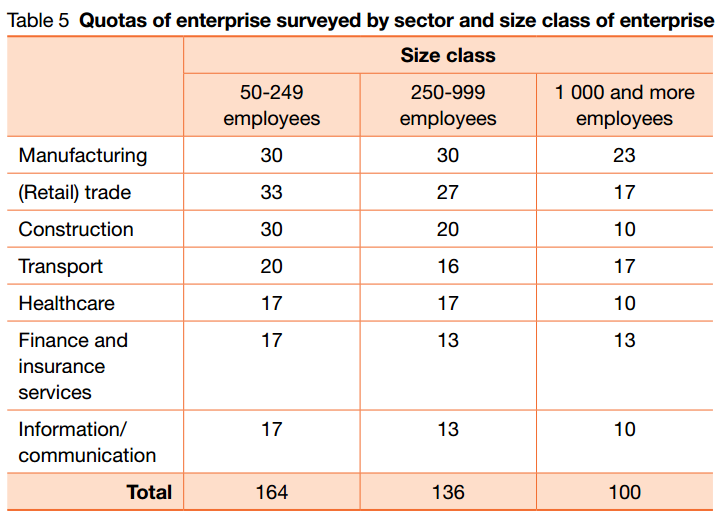 Table 5 Quotas of enterprise surveyed by sector and size class of enterprise
Size class
50-249 employees 250-999 employees 1 000 and more employees
Manufacturing 30 30 23
(Retail) trade 33 27 17
Construction 30 20 10
Transport 20 16 17
Healthcare 17 17 10
Finance and insurance services 17 13 13
Information/ communication 17 13 10
Total 164 136 100